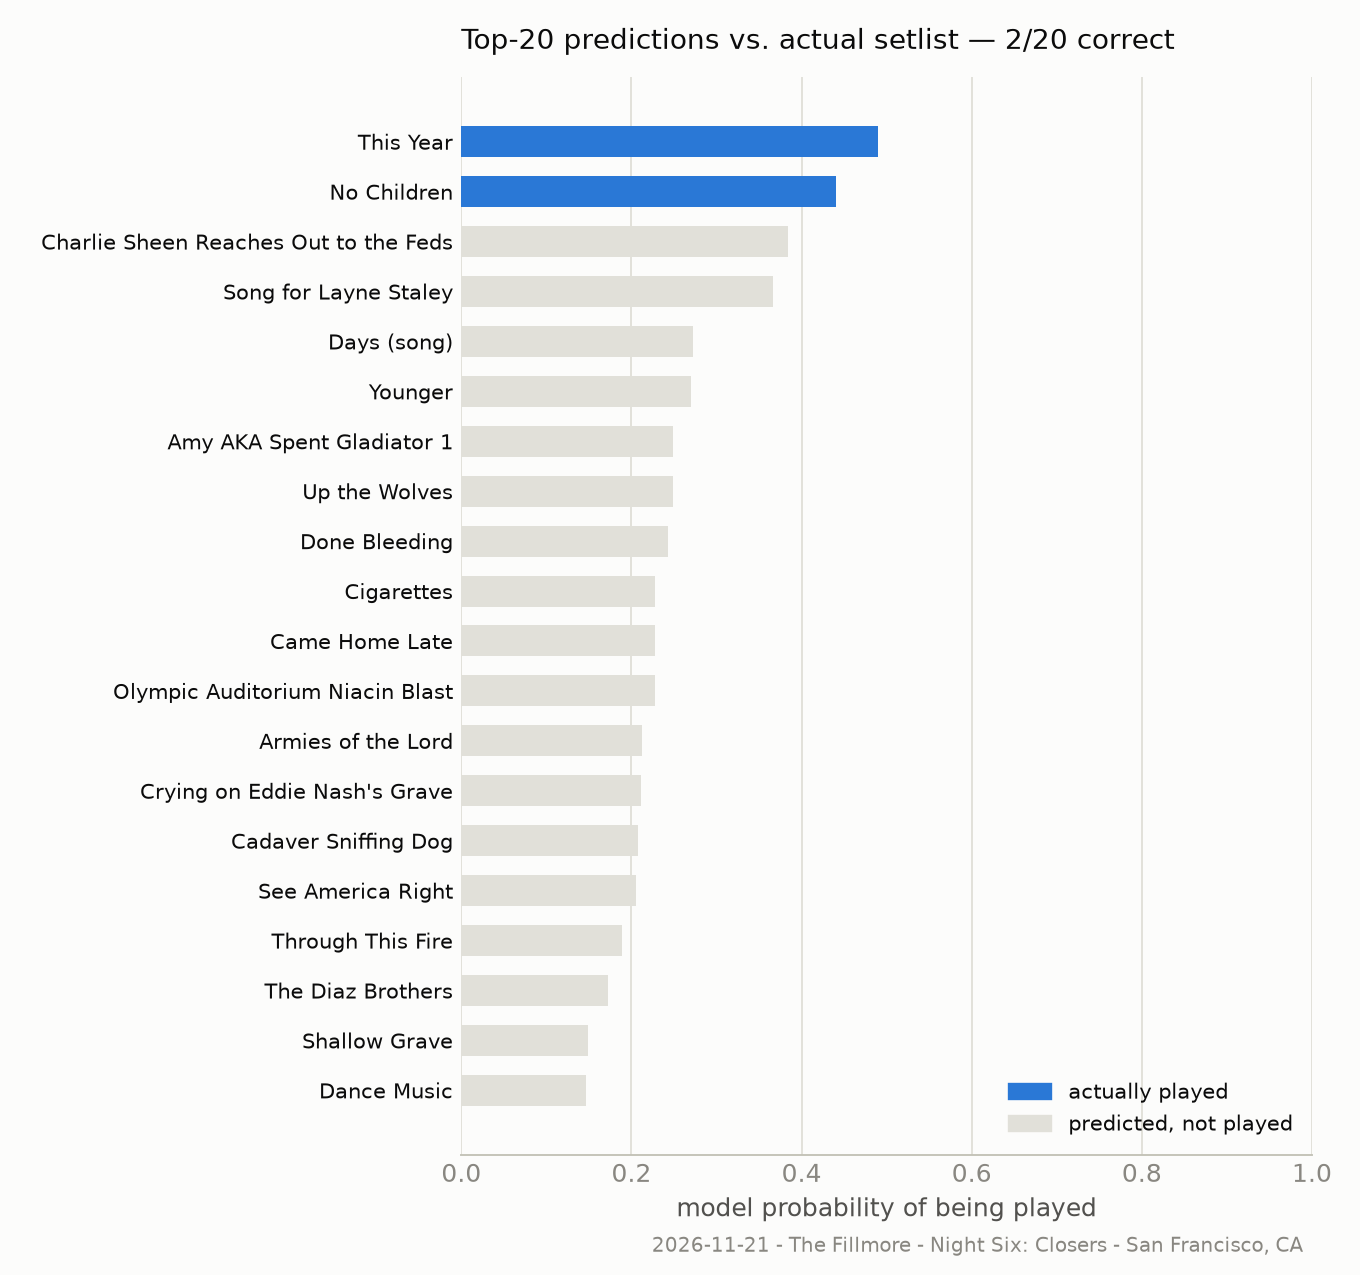 Top-20 predictions vs. actual setlist — 2/20 correct
This Year
No Children
Charlie Sheen Reaches Out to the Feds
Song for Layne Staley
Days (song)
Younger
Amy AKA Spent Gladiator 1
Up the Wolves
Done Bleeding
Cigarettes
Came Home Late
Olympic Auditorium Niacin Blast
Armies of the Lord
Crying on Eddie Nash's Grave
Cadaver Sniffing Dog
See America Right
Through This Fire
The Diaz Brothers
Shallow Grave
Dance Music
actually played
predicted, not played
0.0 0.2 0.4 0.6 0.8 1.0
model probability of being played
2026-11-21 - The Fillmore - Night Six: Closers - San Francisco, CA